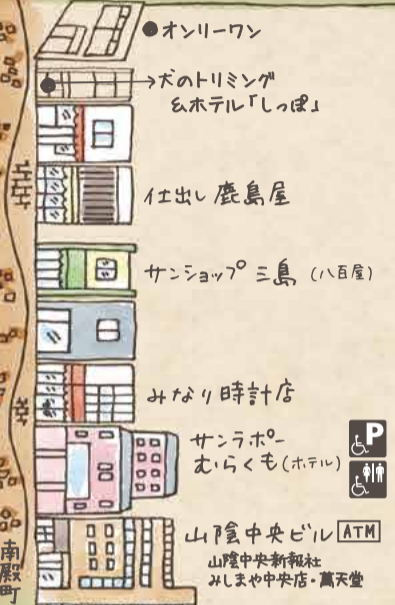 ●オンリーワン
→犬のトリミング
&ホテル「しっぽ」
仕出し 鹿島屋
サンショップ 三島 (八百屋)
みなり時計店
サンラポー
むらくも(ホテル)
P
山陰中央ビル ATM
山陰中央新報社
みしまや中央店・萬天堂
南殿町